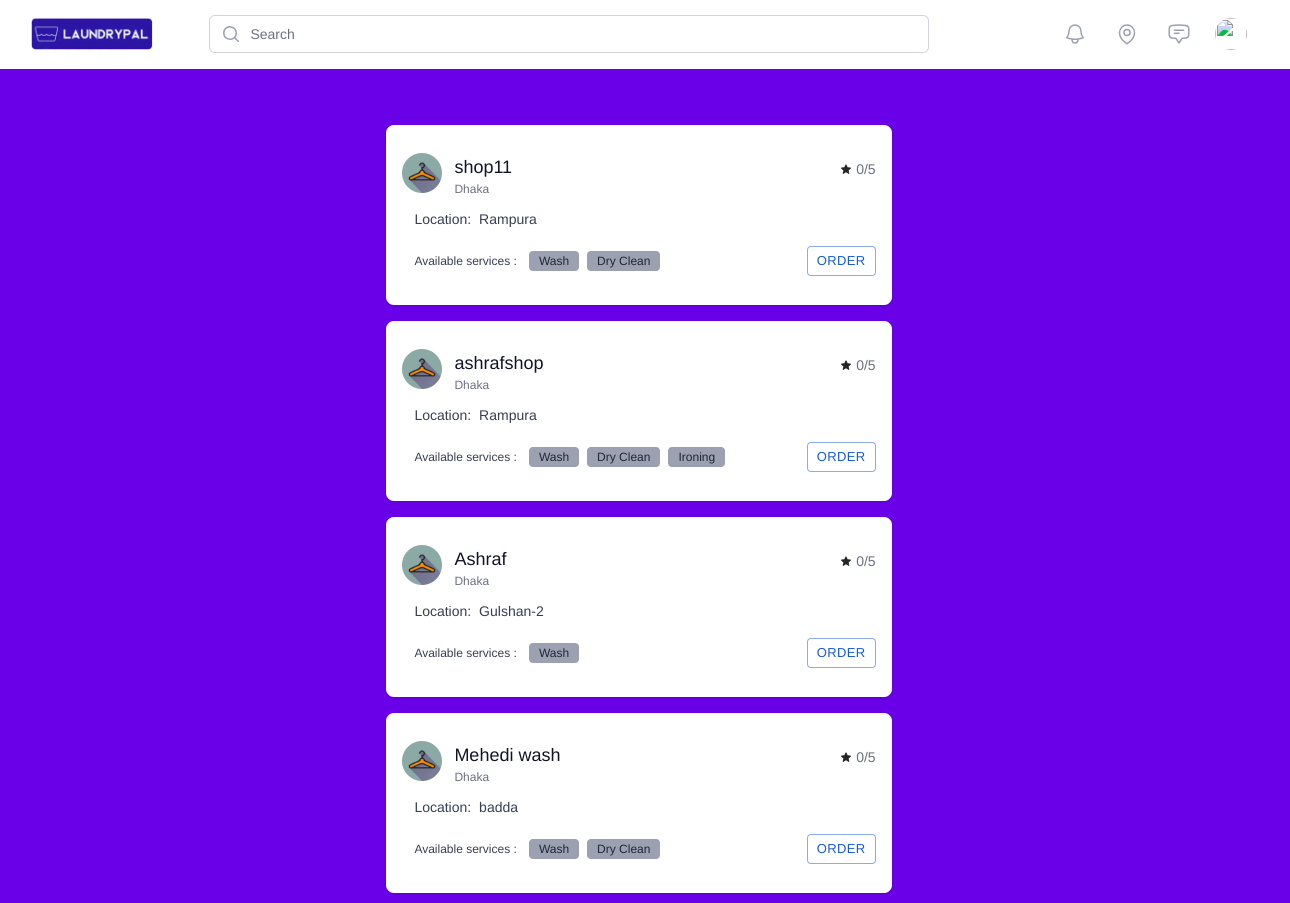 LAUNDRYPAL
Search
shop11
0/5
Dhaka
Location: Rampura
Available services : Wash Dry Clean ORDER
ashrafshop
0/5
Dhaka
Location: Rampura
Available services : Wash Dry Clean Ironing ORDER
Ashraf
0/5
Dhaka
Location: Gulshan-2
Available services : Wash ORDER
Mehedi wash
0/5
Dhaka
Location: badda
Available services : Wash Dry Clean ORDER